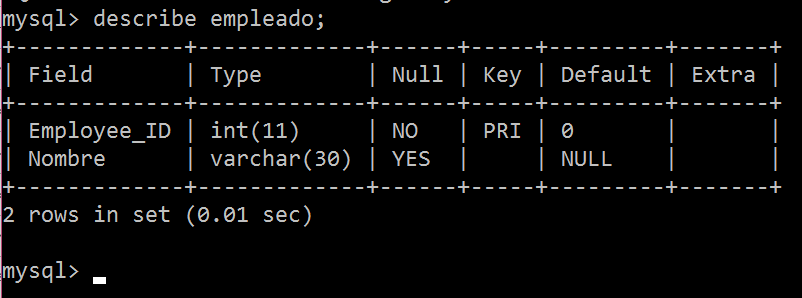 mysql> describe empleado;
+-------------+-------------+------+-----+---------+-------+
| Field       | Type        | Null | Key | Default | Extra |
+-------------+-------------+------+-----+---------+-------+
| Employee_ID | int(11)     | NO   | PRI | 0       |       |
| Nombre      | varchar(30) | YES  |     | NULL    |       |
+-------------+-------------+------+-----+---------+-------+
2 rows in set (0.01 sec)
mysql>